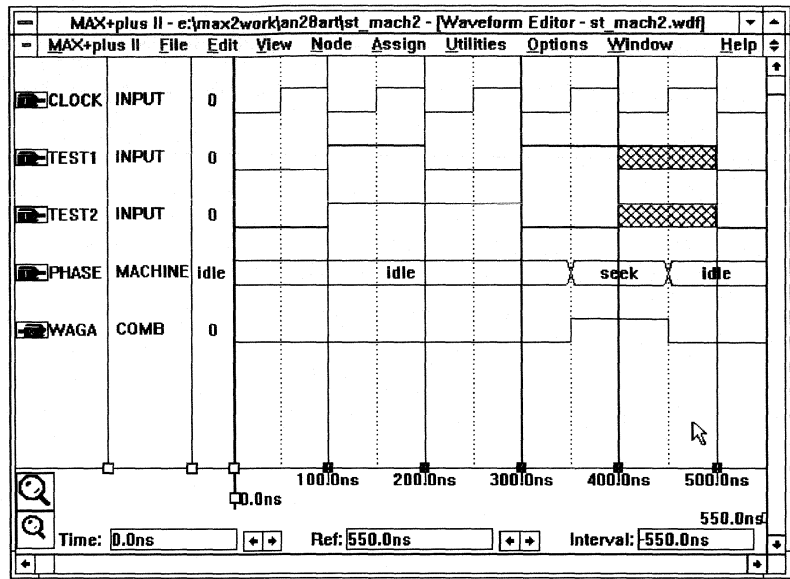 MAX+plus II - e:\max2work\an28art\st_mach2 - [Waveform Editor - st_mach2.wdf]
MAX+plus II File Edit View Node Assign Utilities Options Window Help
CLOCK INPUT 0
TEST1 INPUT 0
TEST2 INPUT 0
PHASE MACHINE idle idle seek idle
WAGA COMB 0
100.0ns 200.0ns 300.0ns 400.0ns 500.0ns
0.0ns
550.0ns
Time: 0.0ns Ref: 550.0ns Interval: -550.0ns